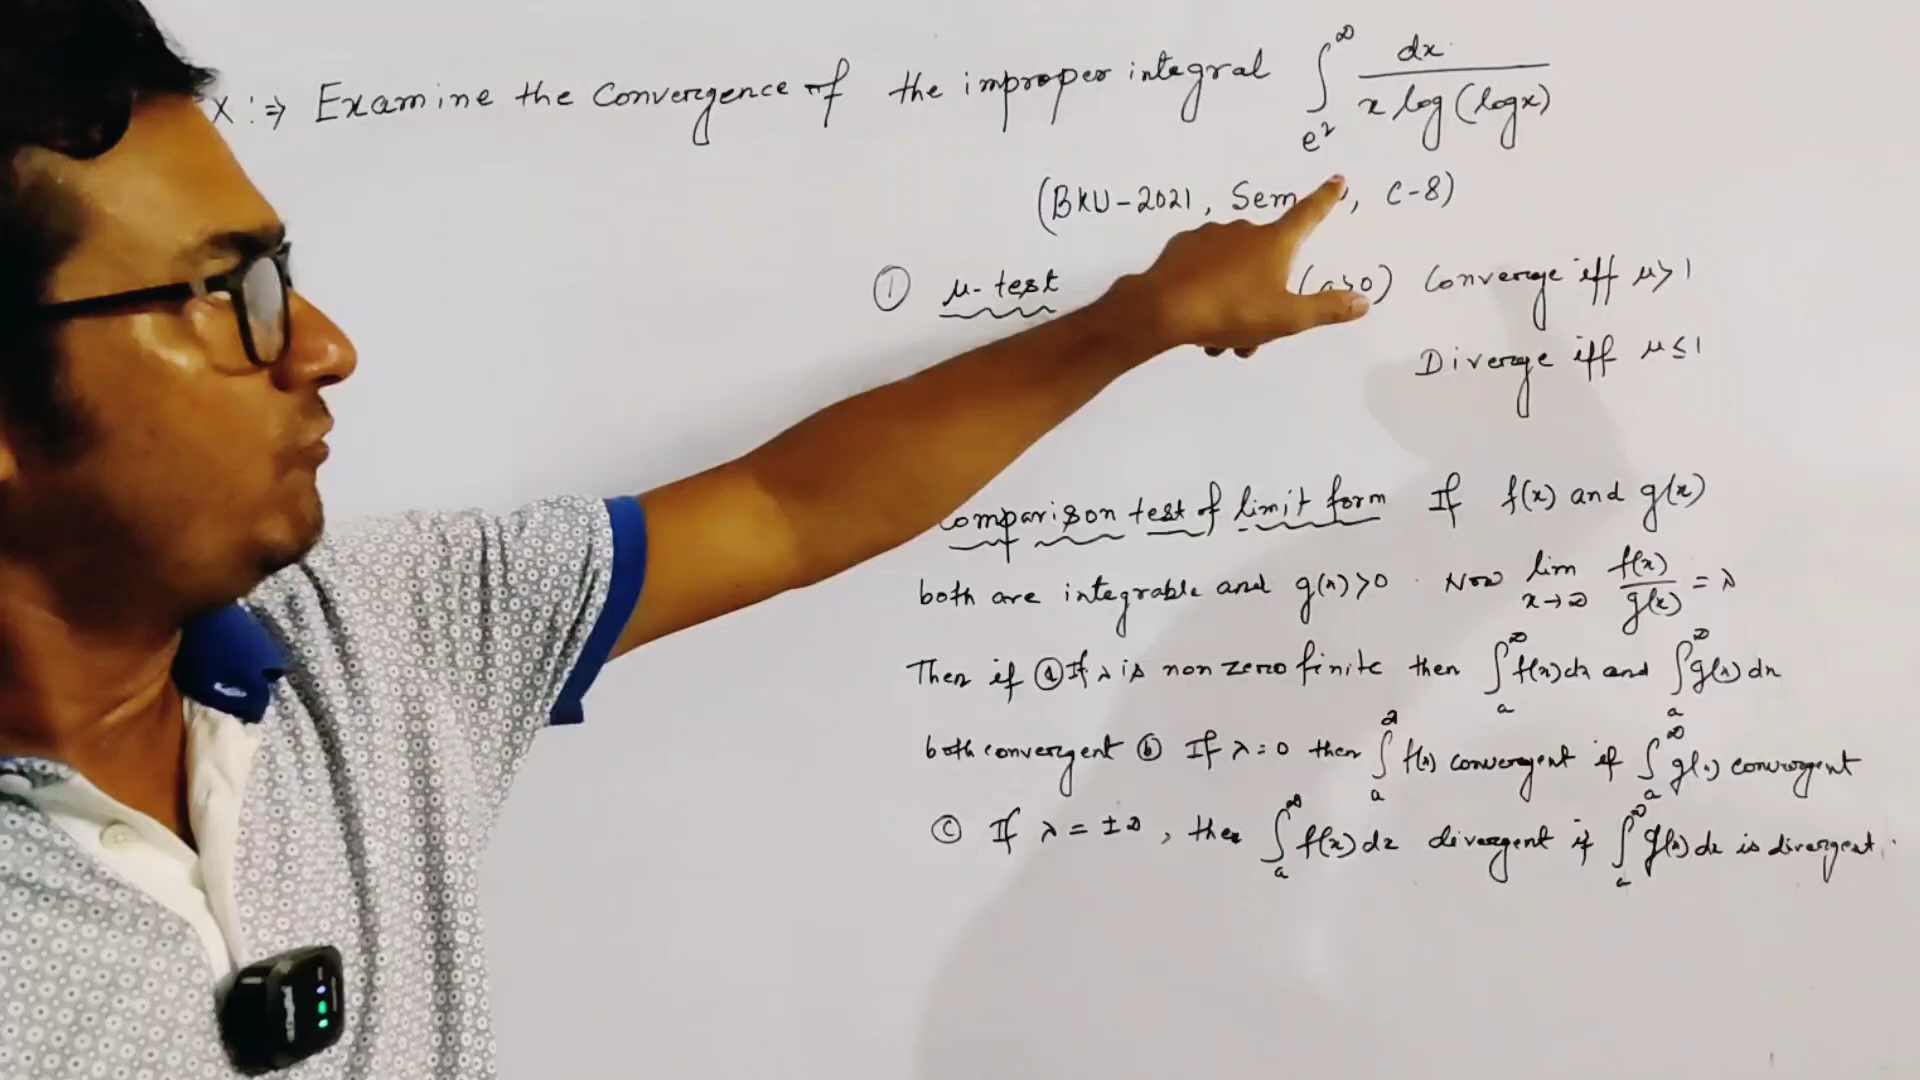 X :⇒ Examine the Convergence of the improper integral ∫_{e²}^{∞} dx / (x log (log x))
(BKU-2021, Sem , C-8)
① μ-test (a>0) Converge iff μ>1
Diverge iff μ≤1
comparison test of limit form If f(x) and g(x)
both are integrable and g(x)>0 . Now lim_{x→∞} f(x)/g(x) = λ
Then if ⓐ If λ is non zero finite then ∫_a^∞ f(x)dx and ∫_a^∞ g(x)dx
both convergent ⓑ If λ=0 then ∫_a^∞ f(x) convergent if ∫_a^∞ g(x) convergent
ⓒ If λ = ±∞ , then ∫_a^∞ f(x)dx divergent if ∫_a^∞ g(x)dx is divergent.